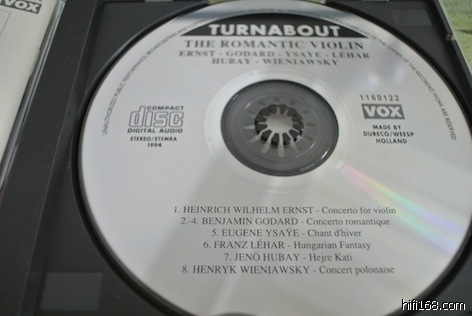 VOX
TURNABOUT
THE ROMANTIC VIOLIN
ERNST - GODARD - YSAŸE - LEHAR
HUBAY - WIENIAWSKY
COMPACT
disc
DIGITAL AUDIO
STEREO/STEMRA
1994
1160122
VOX
MADE BY
DURECO/WEESP
HOLLAND
1. HEINRICH WILHELM ERNST - Concerto for violin
2.-4. BENJAMIN GODARD - Concerto romantique
5. EUGENE YSAŸE - Chant d'hiver
6. FRANZ LÉHAR - Hungarian Fantasy
7. JENÖ HUBAY - Hejre Kati
8. HENRYK WIENIAWSKY - Concert polonaise
hifi168.com